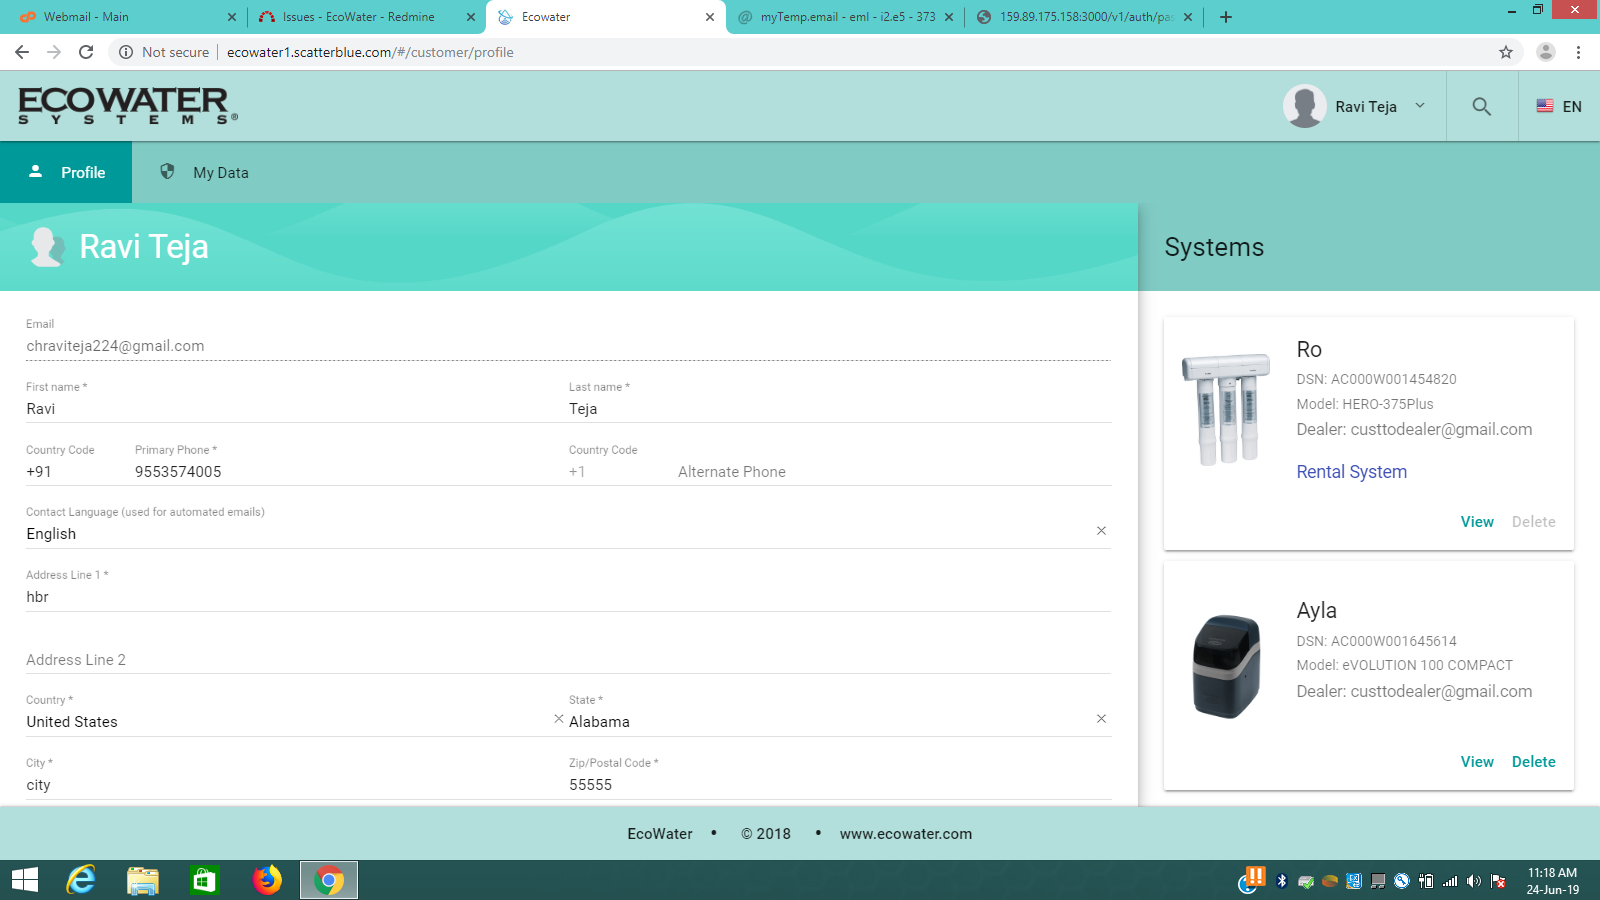 Webmail - Main
Issues - EcoWater - Redmine
Ecowater
myTemp.email - eml - i2.e5 - 373
159.89.175.158:3000/v1/auth/pa
Not secure
ecowater1.scatterblue.com/#/customer/profile
ECOWATER
SYSTEMS®
Ravi Teja
EN
Profile
My Data
Ravi Teja
Systems
Email
chraviteja224@gmail.com
First name *
Last name *
Ravi
Teja
Country Code
Primary Phone *
Country Code
+91
9553574005
+1
Alternate Phone
Contact Language (used for automated emails)
English
Address Line 1 *
hbr
Address Line 2
Country *
State *
United States
Alabama
City *
Zip/Postal Code *
city
55555
Ro
DSN: AC000W001454820
Model: HERO-375Plus
Dealer: custtodealer@gmail.com
Rental System
View
Delete
Ayla
DSN: AC000W001645614
Model: eVOLUTION 100 COMPACT
Dealer: custtodealer@gmail.com
View
Delete
EcoWater • © 2018 • www.ecowater.com
11:18 AM
24-Jun-19